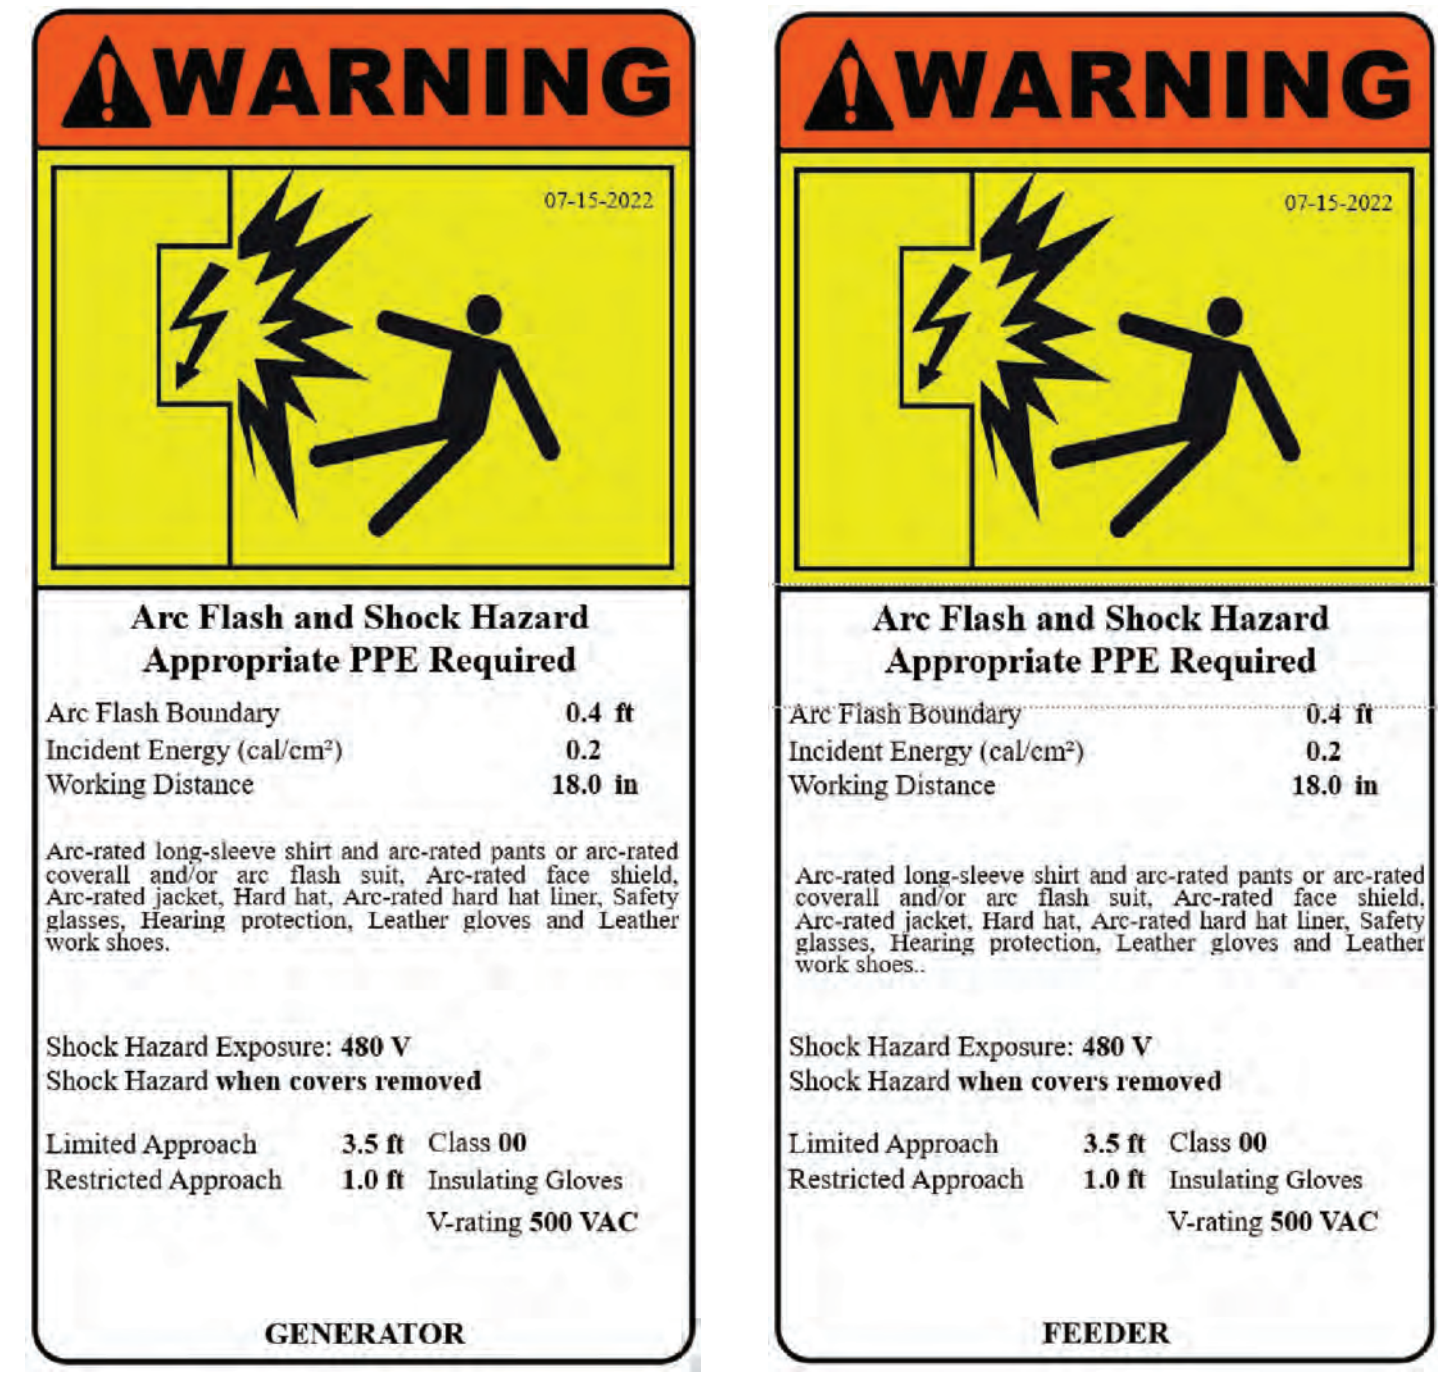 WARNING
07-15-2022
Arc Flash and Shock Hazard
Appropriate PPE Required
Arc Flash Boundary 0.4 ft
Incident Energy (cal/cm²) 0.2
Working Distance 18.0 in
Arc-rated long-sleeve shirt and arc-rated pants or arc-rated
coverall and/or arc flash suit, Arc-rated face shield,
Arc-rated jacket, Hard hat, Arc-rated hard hat liner, Safety
glasses, Hearing protection, Leather gloves and Leather
work shoes.
Shock Hazard Exposure: 480 V
Shock Hazard when covers removed
Limited Approach 3.5 ft Class 00
Restricted Approach 1.0 ft Insulating Gloves
V-rating 500 VAC
GENERATOR
WARNING
07-15-2022
Arc Flash and Shock Hazard
Appropriate PPE Required
Arc Flash Boundary 0.4 ft
Incident Energy (cal/cm²) 0.2
Working Distance 18.0 in
Arc-rated long-sleeve shirt and arc-rated pants or arc-rated
coverall and/or arc flash suit, Arc-rated face shield,
Arc-rated jacket, Hard hat, Arc-rated hard hat liner, Safety
glasses, Hearing protection, Leather gloves and Leather
work shoes..
Shock Hazard Exposure: 480 V
Shock Hazard when covers removed
Limited Approach 3.5 ft Class 00
Restricted Approach 1.0 ft Insulating Gloves
V-rating 500 VAC
FEEDER